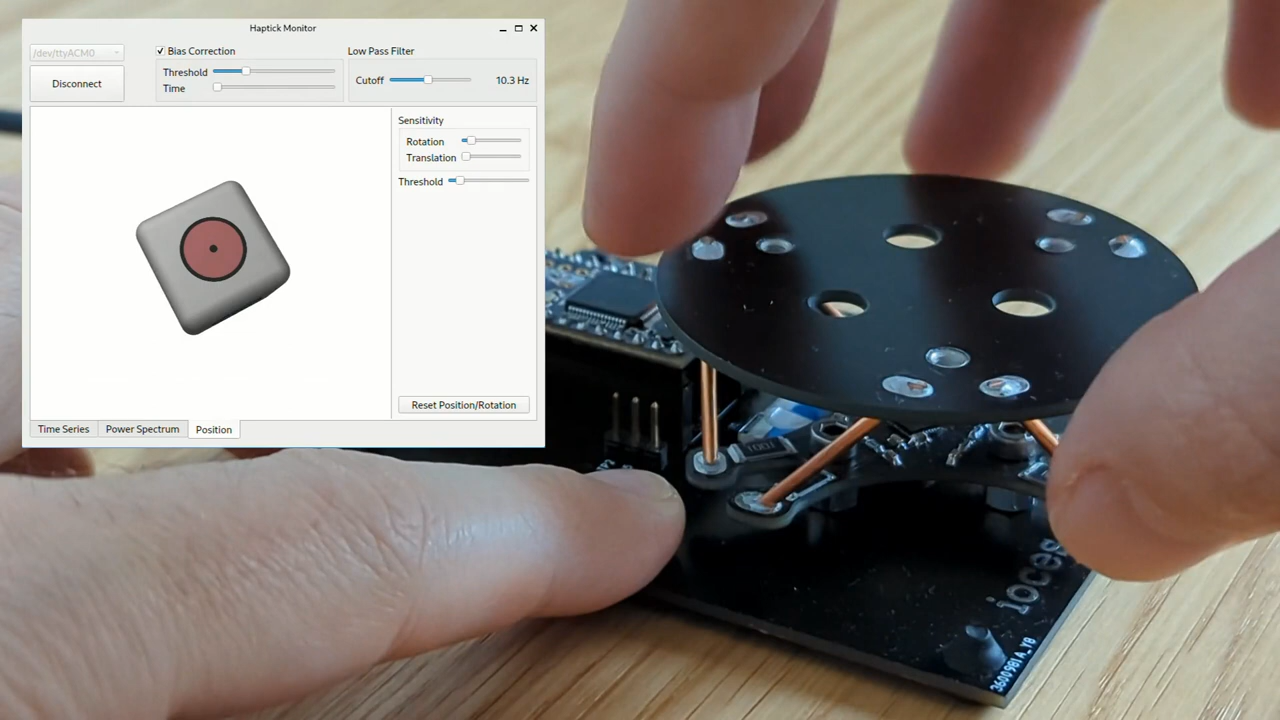 Haptick Monitor
/dev/ttyACM0
Disconnect
Bias Correction
Threshold
Time
Low Pass Filter
Cutoff 10.3 Hz
Sensitivity
Rotation
Translation
Threshold
Reset Position/Rotation
Time Series Power Spectrum Position
3600981A_Y8